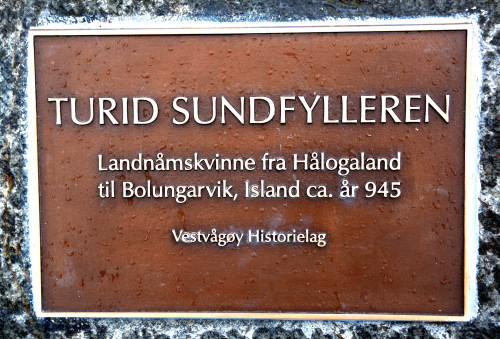 TURID SUNDFYLLEREN
Landnåmskvinne fra Hålogaland
til Bolungarvik, Island ca. år 945
Vestvågøy Historielag